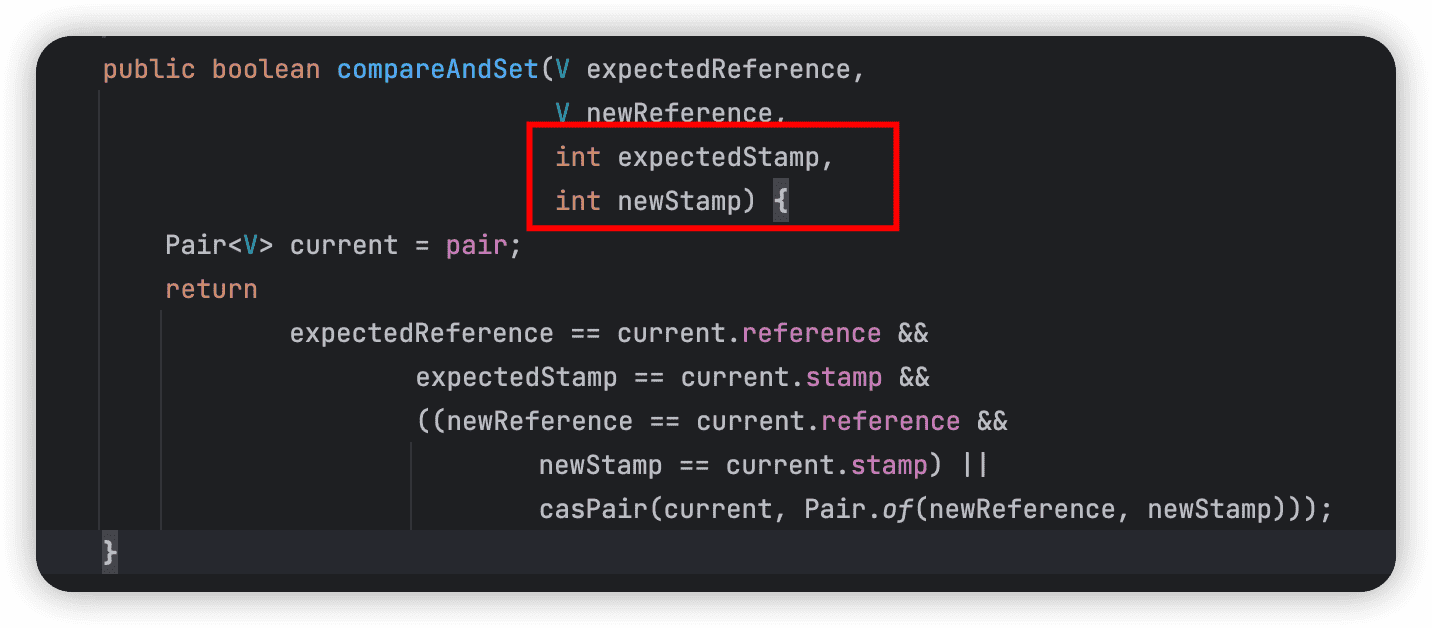 public boolean compareAndSet(V expectedReference,
V newReference,
int expectedStamp,
int newStamp) {
Pair<V> current = pair;
return
expectedReference == current.reference &&
expectedStamp == current.stamp &&
((newReference == current.reference &&
newStamp == current.stamp) ||
casPair(current, Pair.of(newReference, newStamp)));
}